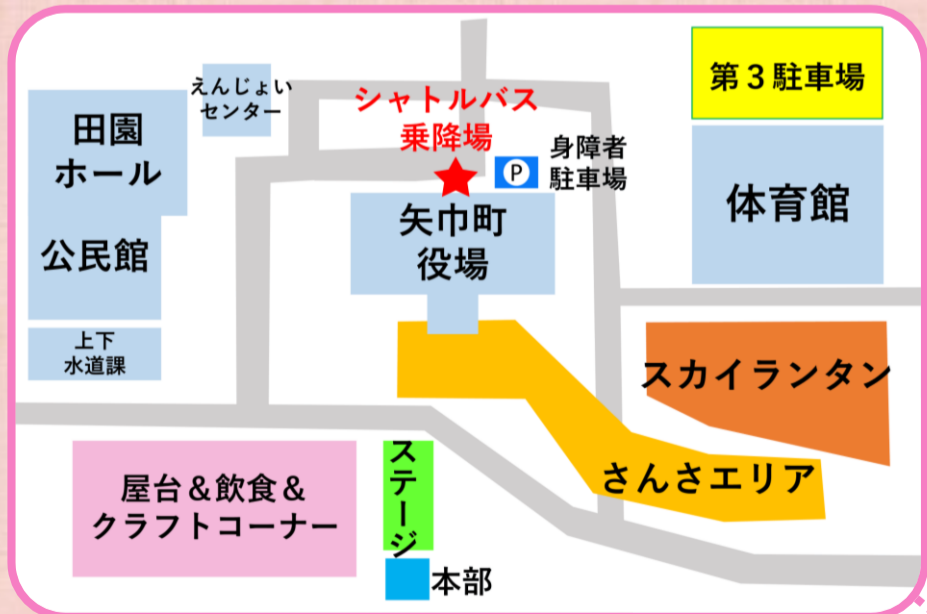 えんじょい
センター
田園
ホール
公民館
上下
水道課
シャトルバス
乗降場
P
身障者
駐車場
矢巾町
役場
第３駐車場
体育館
スカイランタン
さんさエリア
屋台＆飲食＆
クラフトコーナー
ステージ
本部